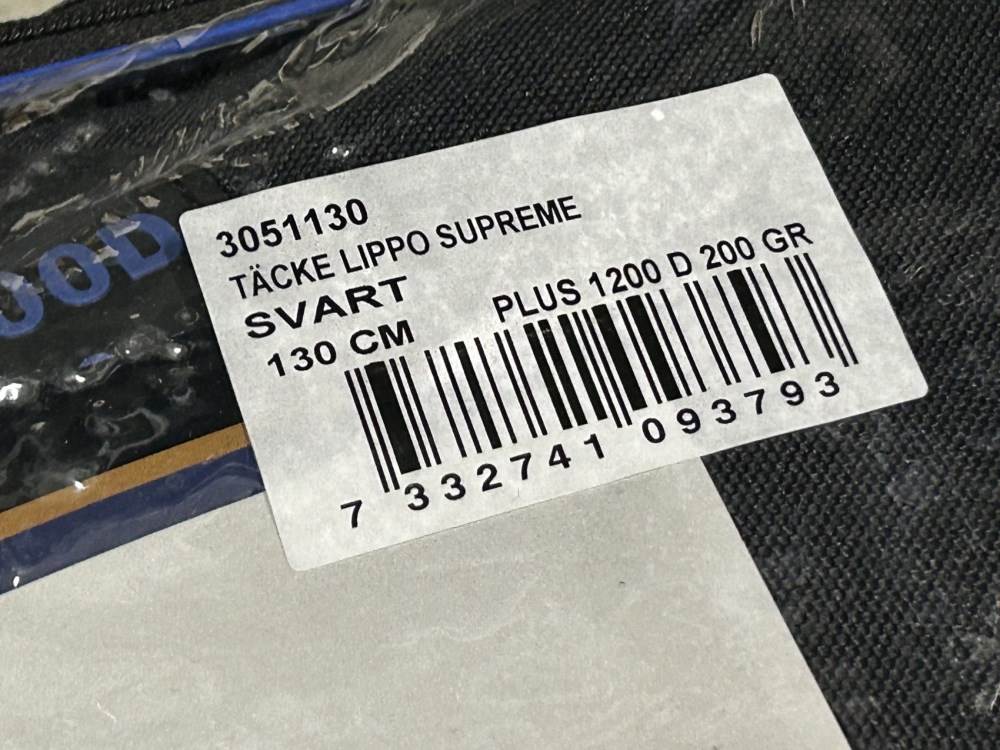 3051130
TÄCKE LIPPO SUPREME
SVART PLUS 1200 D 200 GR
130 CM
7 332741 093793